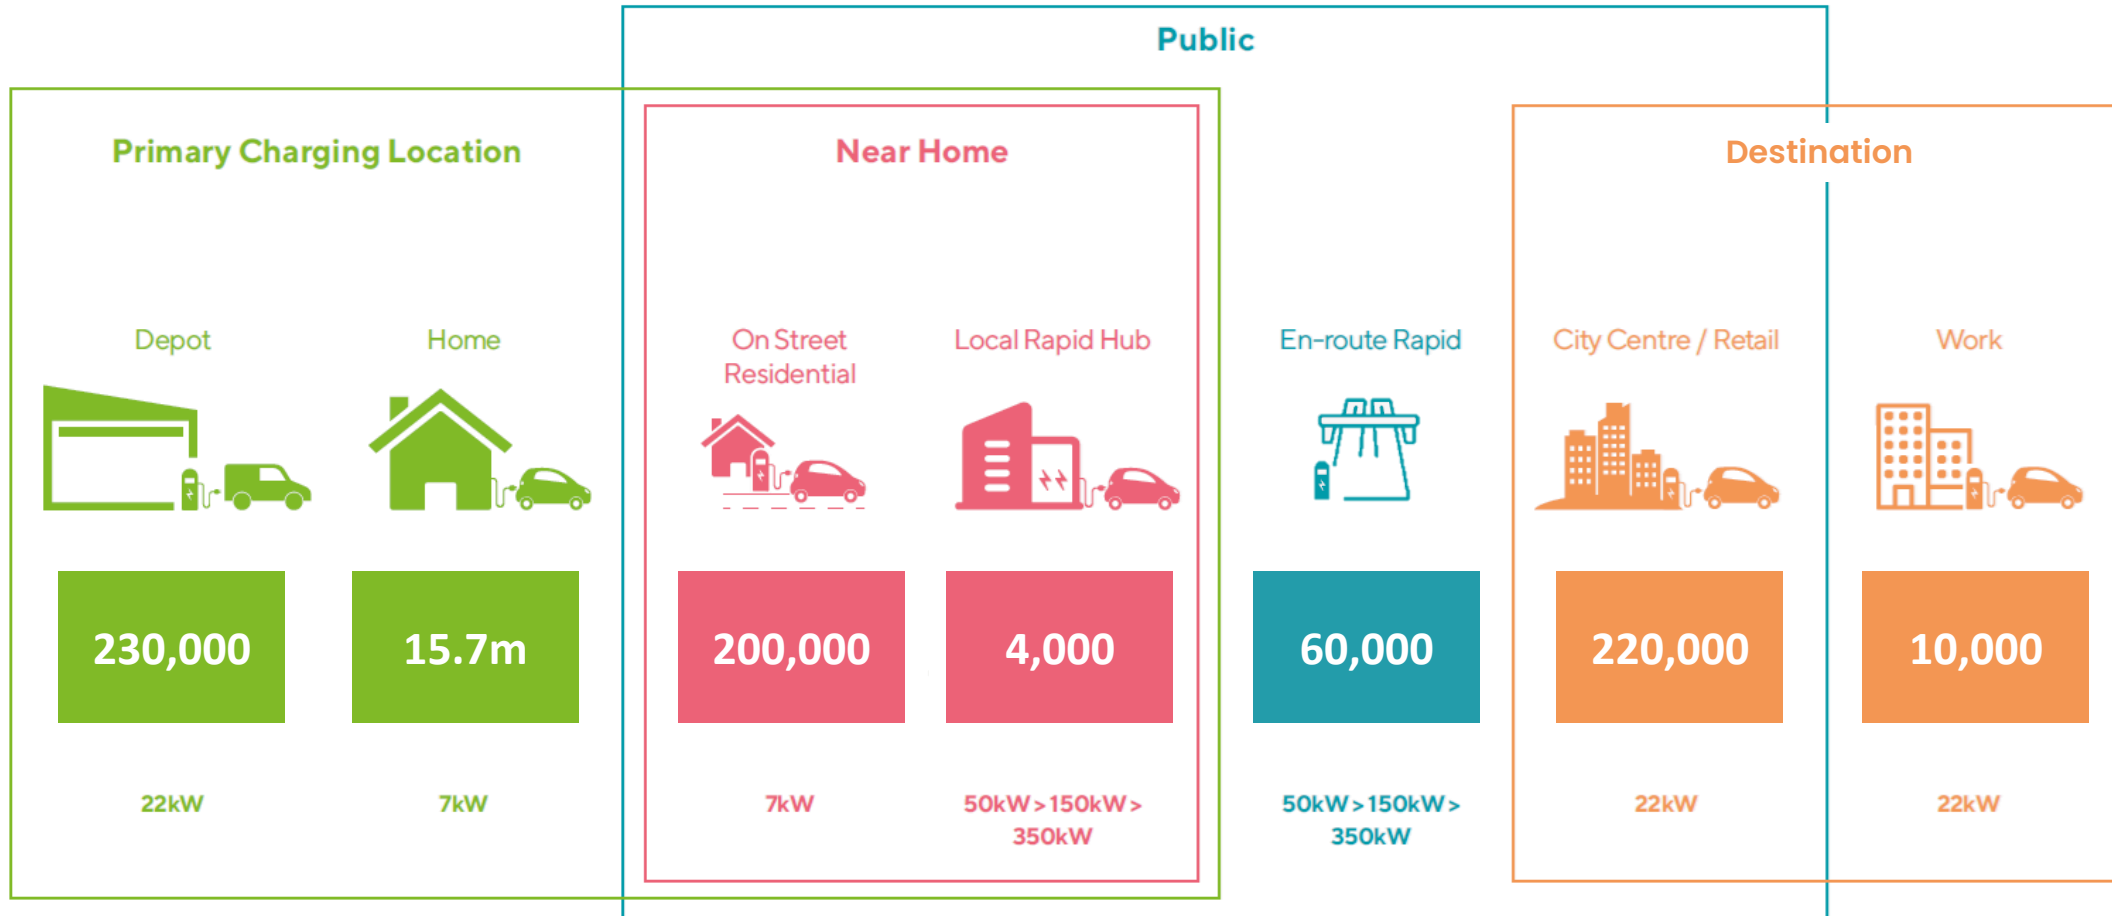 Public
Primary Charging Location
Near Home
Destination
Depot
Home
On Street
Residential
Local Rapid Hub
En-route Rapid
City Centre / Retail
Work
230,000
15.7m
200,000
4,000
60,000
220,000
10,000
22kW
7kW
7kW
50kW > 150kW >
350kW
50kW > 150kW >
350kW
22kW
22kW